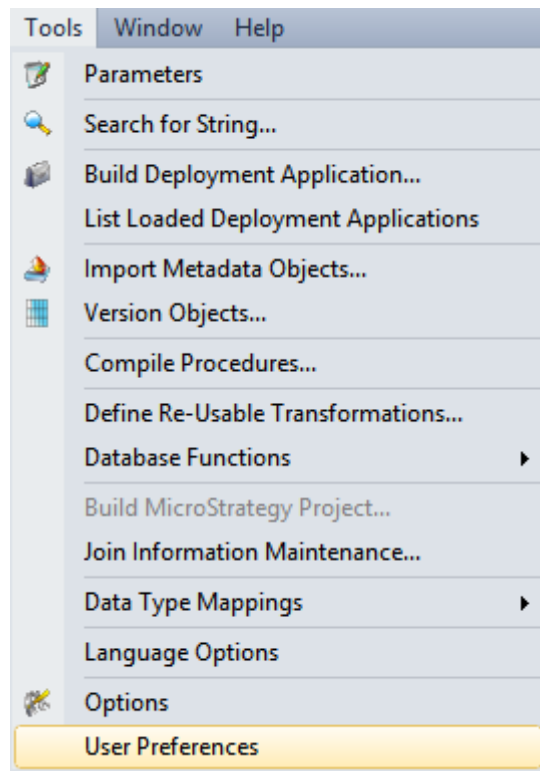 Tools Window Help
Parameters
Search for String...
Build Deployment Application...
List Loaded Deployment Applications
Import Metadata Objects...
Version Objects...
Compile Procedures...
Define Re-Usable Transformations...
Database Functions
Build MicroStrategy Project...
Join Information Maintenance...
Data Type Mappings
Language Options
Options
User Preferences